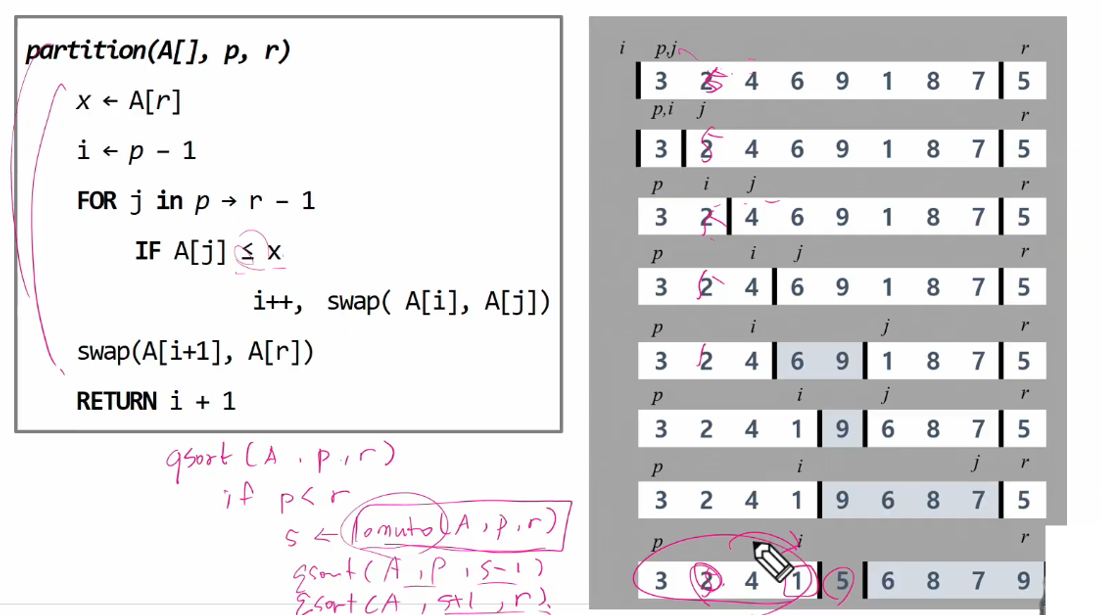 partition(A[], p, r)
x ← A[r]
i ← p - 1
FOR j in p → r - 1
IF A[j] ≤ x
i++, swap( A[i], A[j])
swap(A[i+1], A[r])
RETURN i + 1
qsort (A, p, r)
if p < r
s ← lomuto (A, p, r)
qsort (A, p, s-1)
qsort (A, s+1, r)
i p,j r
3 2 4 6 9 1 8 7 5
p,i j r
3 2 4 6 9 1 8 7 5
p i j r
3 2 4 6 9 1 8 7 5
p i j r
3 2 4 6 9 1 8 7 5
p i j r
3 2 4 6 9 1 8 7 5
p i j r
3 2 4 1 9 6 8 7 5
p i j r
3 2 4 1 9 6 8 7 5
p i r
3 2 4 1 5 6 8 7 9